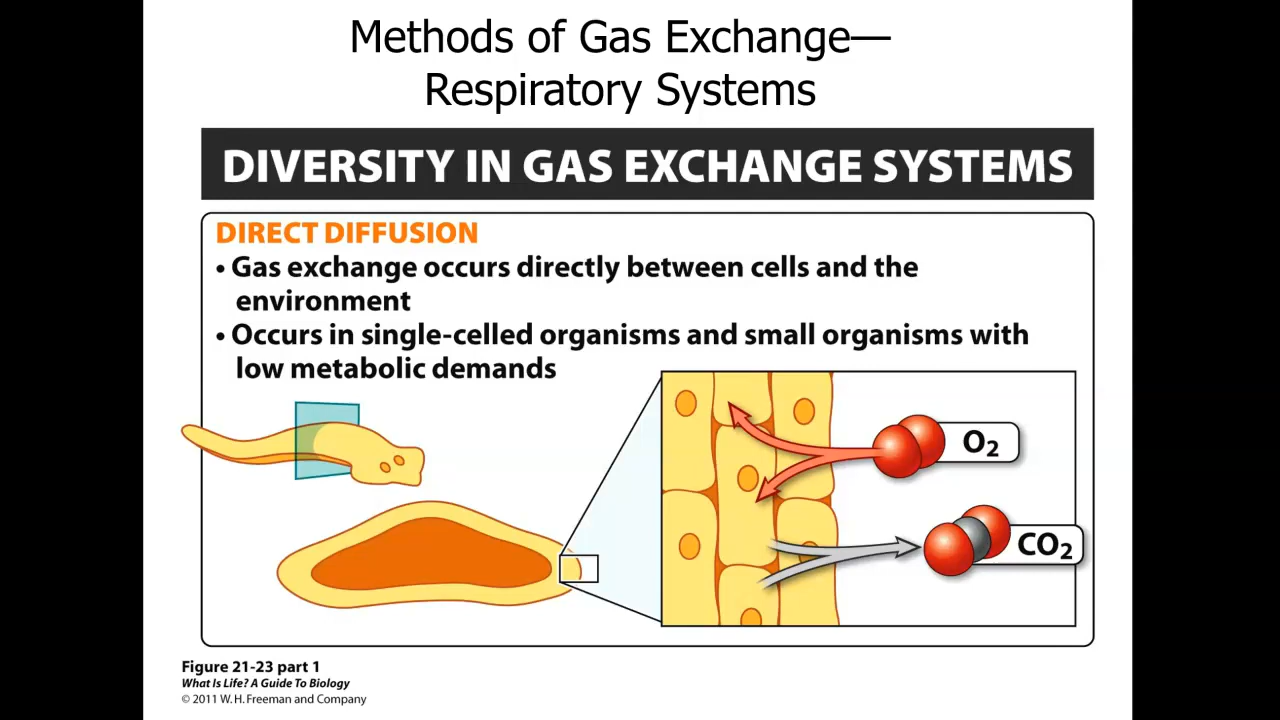 Methods of Gas Exchange—
Respiratory Systems
DIVERSITY IN GAS EXCHANGE SYSTEMS
DIRECT DIFFUSION
• Gas exchange occurs directly between cells and the
environment
• Occurs in single-celled organisms and small organisms with
low metabolic demands
O₂
CO₂
Figure 21-23 part 1
What Is Life? A Guide To Biology
© 2011 W. H. Freeman and Company